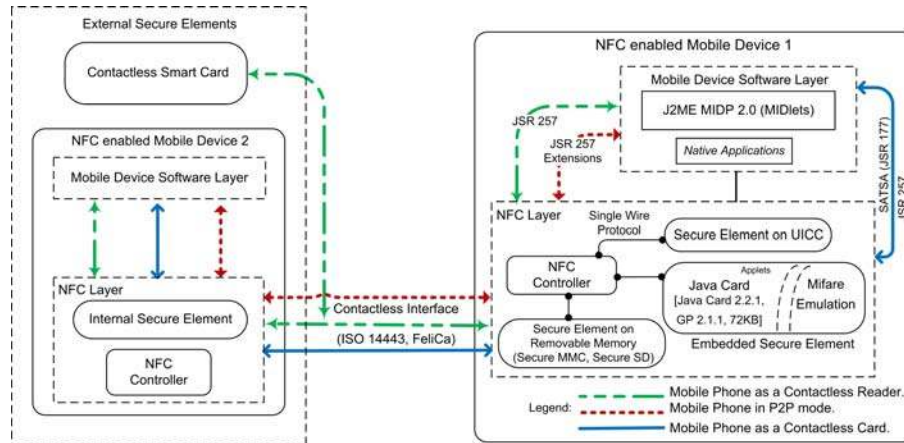 External Secure Elements
Contactless Smart Card
NFC enabled Mobile Device 2
Mobile Device Software Layer
NFC Layer
Internal Secure Element
NFC
Controller
Contactless Interface
(ISO 14443, FeliCa)
NFC enabled Mobile Device 1
Mobile Device Software Layer
J2ME MIDP 2.0 (MIDlets)
Native Applications
JSR 257
JSR 257
Extensions
SATSA (JSR 177)
JSR 257
NFC Layer
Single Wire
Protocol
Secure Element on UICC
NFC
Controller
Applets
Java Card
[Java Card 2.2.1,
GP 2.1.1, 72KB]
Mifare
Emulation
Embedded Secure Element
Secure Element on
Removable Memory
(Secure MMC, Secure SD)
Legend:
Mobile Phone as a Contactless Reader.
Mobile Phone in P2P mode.
Mobile Phone as a Contactless Card.